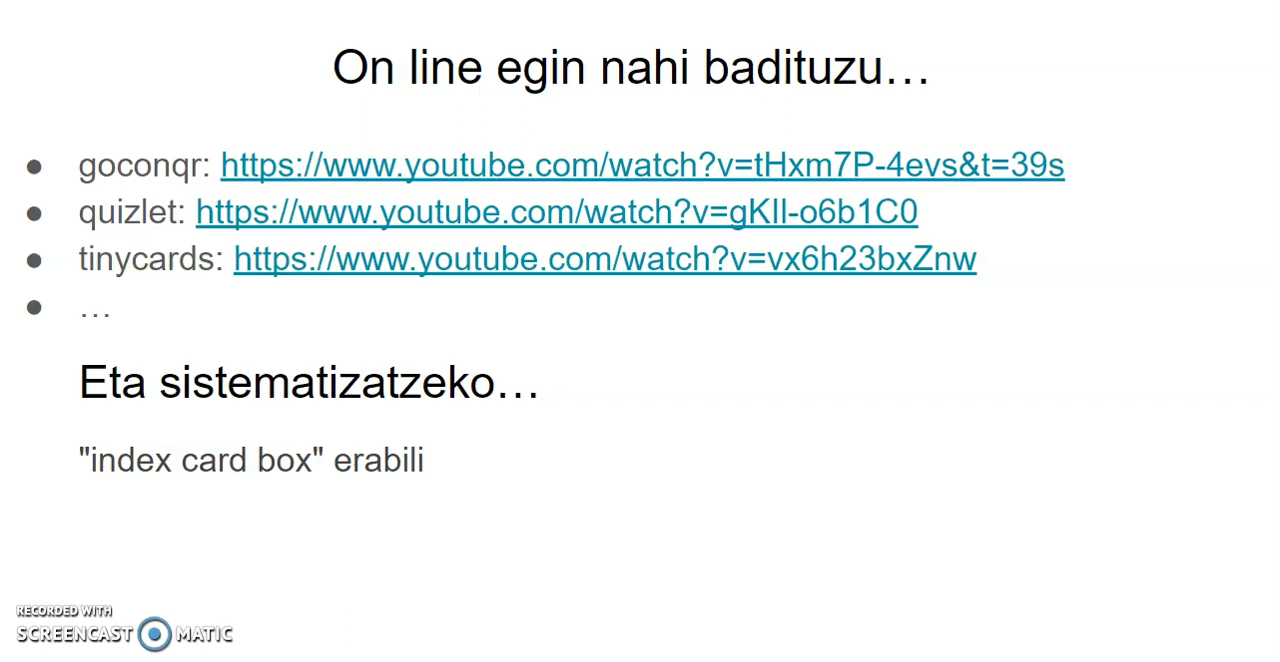 On line egin nahi badituzu…
● goconqr: https://www.youtube.com/watch?v=tHxm7P-4evs&t=39s
● quizlet: https://www.youtube.com/watch?v=gKIl-o6b1C0
● tinycards: https://www.youtube.com/watch?v=vx6h23bxZnw
● …
Eta sistematizatzeko…
"index card box" erabili
RECORDED WITH
SCREENCAST MATIC